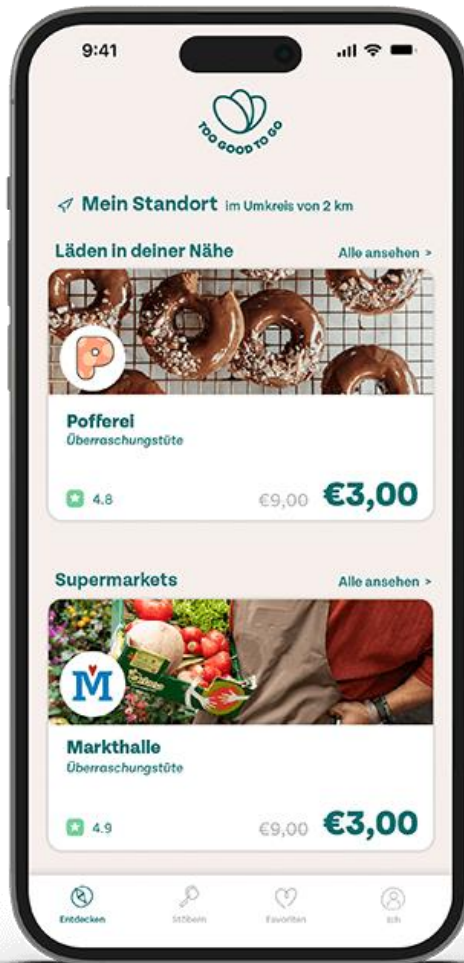 9:41
TOO GOOD TO GO
Mein Standort im Umkreis von 2 km
Läden in deiner Nähe Alle ansehen >
P
Pofferei
Überraschungstüte
4.8 €9,00 €3,00
Supermarkets Alle ansehen >
M
Markthalle
Überraschungstüte
4.9 €9,00 €3,00
Entdecken Stöbern Favoriten Ich